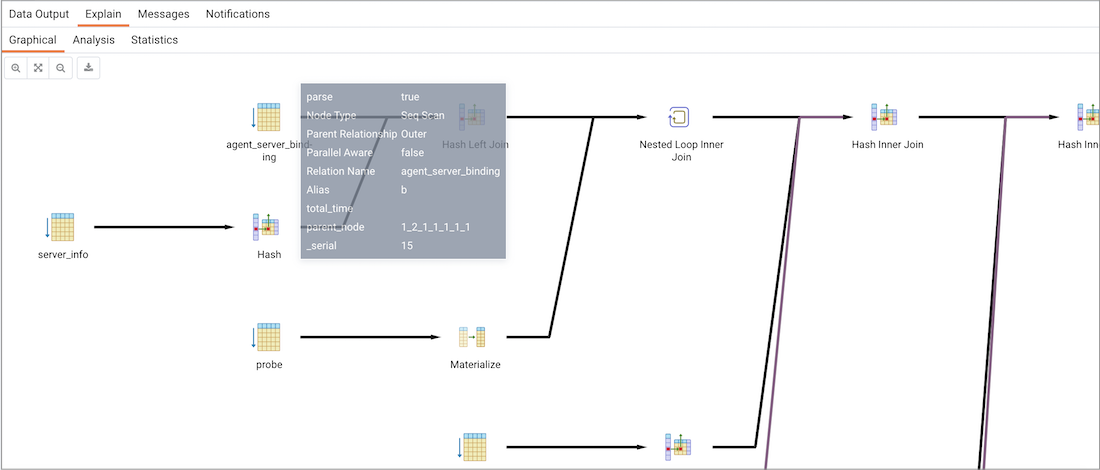 Data Output Explain Messages Notifications
Graphical Analysis Statistics
parse true
Node Type Seq Scan
Parent Relationship Outer
Parallel Aware false
Relation Name agent_server_binding
Alias b
total_time
parent_node 1_2_1_1_1_1_1
_serial 15
agent_server_bind-
ing
Hash Left Join
Nested Loop Inner
Join
Hash Inner Join
Hash Inn
server_info
Hash
probe
Materialize